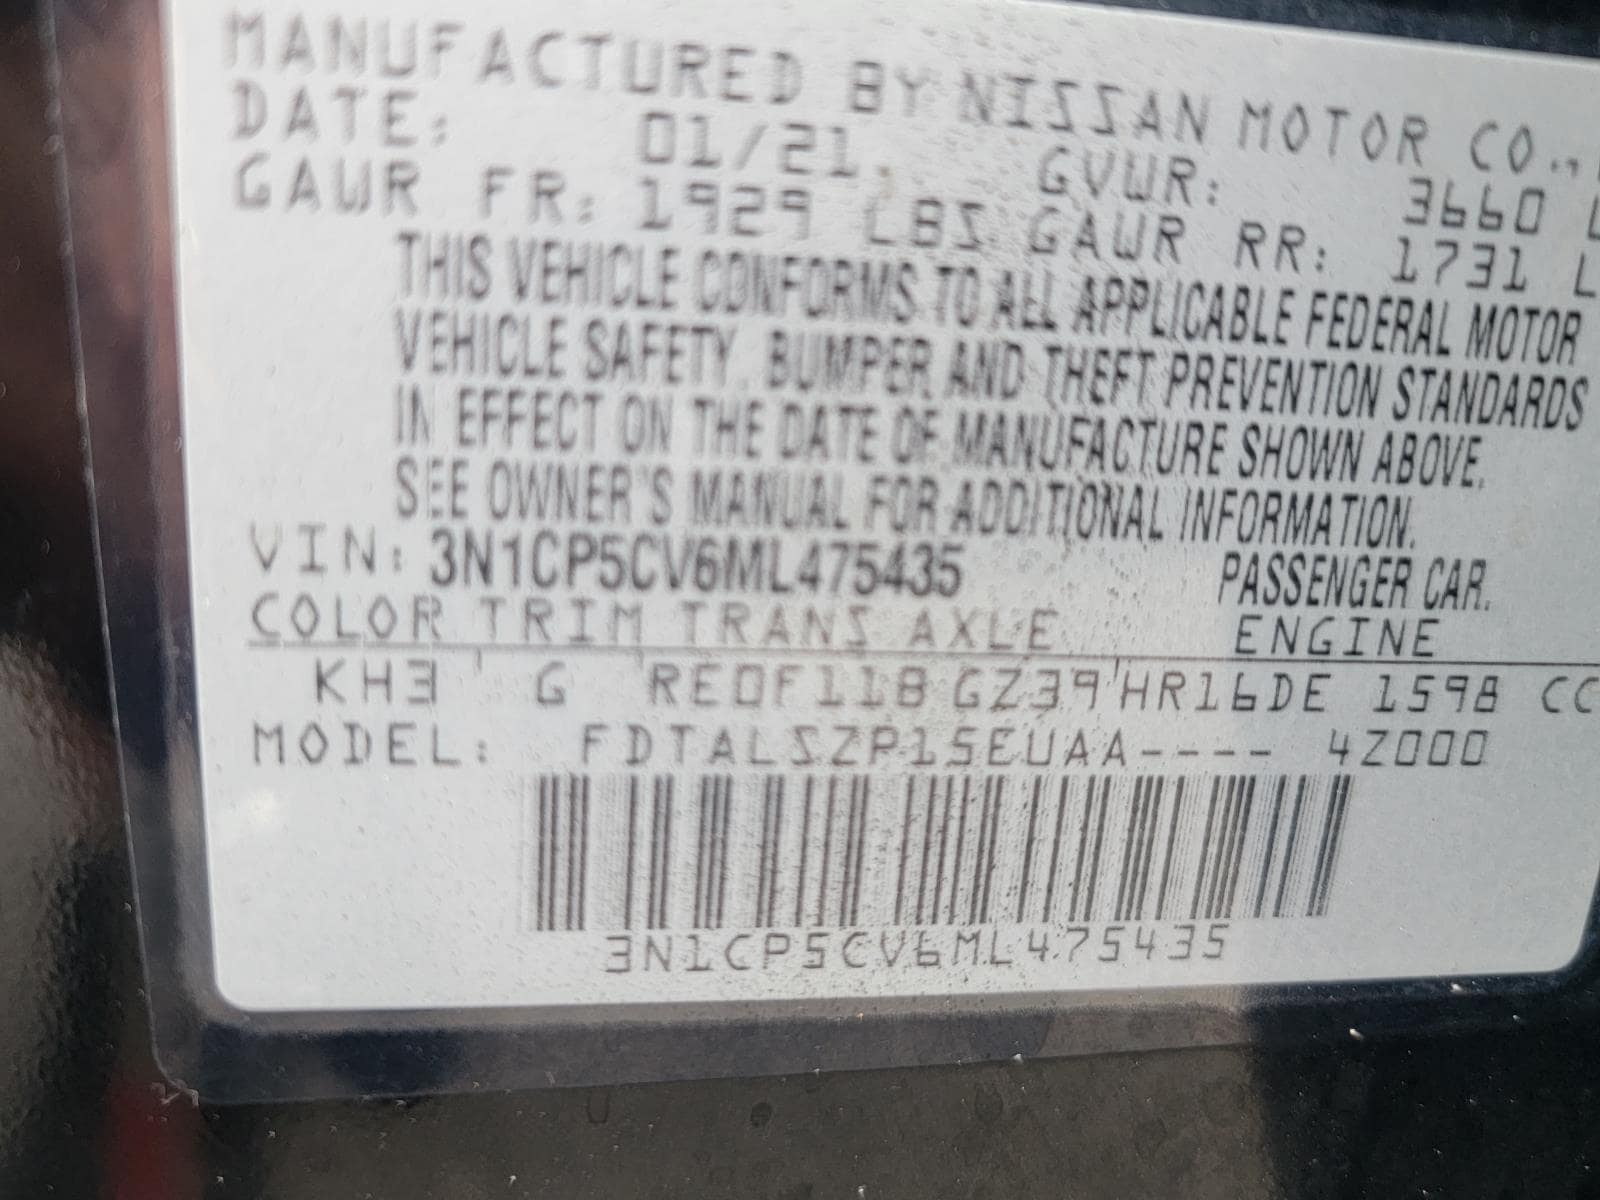 MANUFACTURED BY NISSAN MOTOR CO.,
DATE: 01/21 GVWR: 3660 L
GAWR FR: 1929 LBS GAWR RR: 1731 L
THIS VEHICLE CONFORMS TO ALL APPLICABLE FEDERAL MOTOR
VEHICLE SAFETY, BUMPER AND THEFT PREVENTION STANDARDS
IN EFFECT ON THE DATE OF MANUFACTURE SHOWN ABOVE.
SEE OWNER'S MANUAL FOR ADDITIONAL INFORMATION.
VIN: 3N1CP5CV6ML475435 PASSENGER CAR.
COLOR TRIM TRANS AXLE ENGINE
KH3 ' G ' RE0F11B GZ39 ' HR16DE 1598 CC
MODEL: FDTALSZP15EUAA---- 4Z000
3N1CP5CV6ML475435